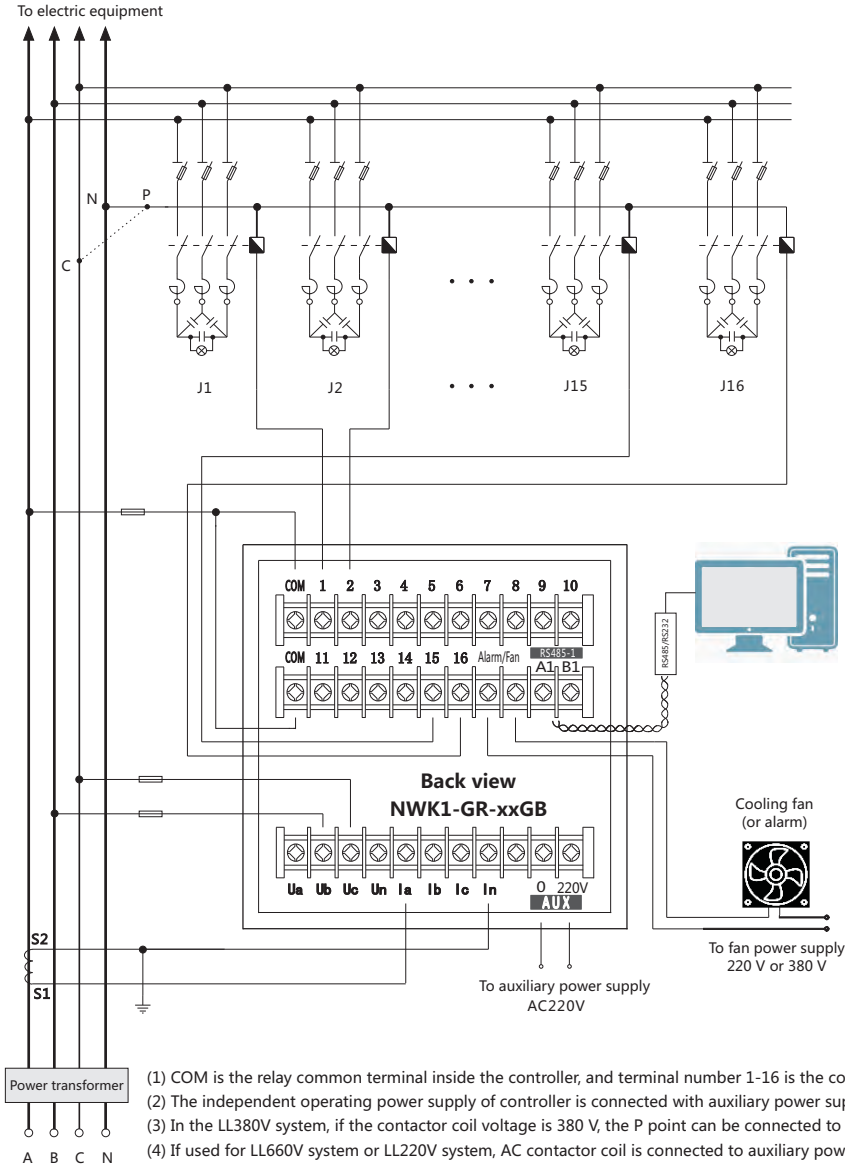 To electric equipment
N
P
C
J1
J2
J15
J16
COM 1 2 3 4 5 6 7 8 9 10
RS485-1
COM 11 12 13 14 15 16 Alarm/Fan A1 B1
RS485/RS232
Back view
NWK1-GR-xxGB
Ua Ub Uc Un Ia Ib Ic In 0 220V
AUX
Cooling fan
(or alarm)
To fan power supply
220 V or 380 V
S2
S1
To auxiliary power supply
AC220V
Power transformer
A B C N
(1) COM is the relay common terminal inside the controller, and terminal number 1-16 is the co
(2) The independent operating power supply of controller is connected with auxiliary power sup
(3) In the LL380V system, if the contactor coil voltage is 380 V, the P point can be connected to
(4) If used for LL660V system or LL220V system, AC contactor coil is connected to auxiliary pow